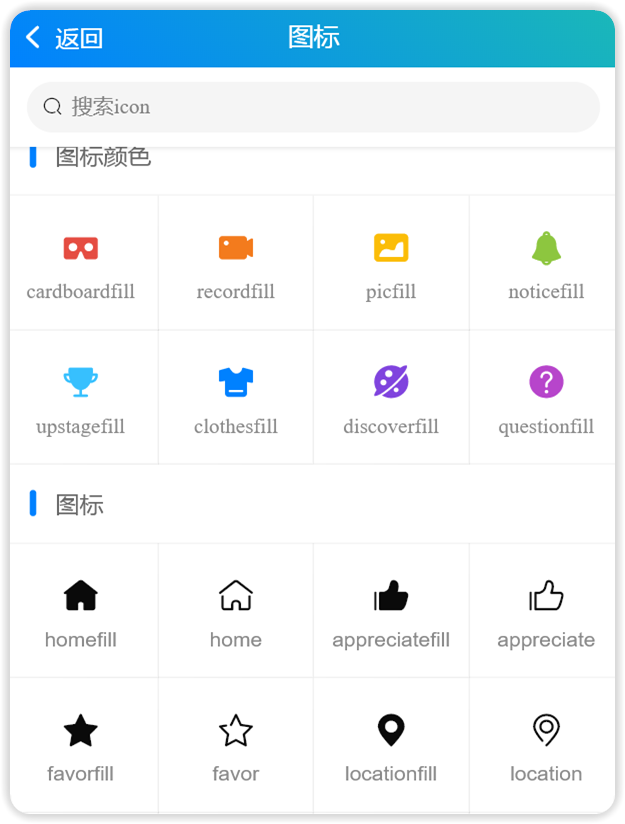 返回
图标
搜索icon
图标颜色
cardboardfill
recordfill
picfill
noticefill
upstagefill
clothesfill
discoverfill
questionfill
图标
homefill
home
appreciatefill
appreciate
favorfill
favor
locationfill
location